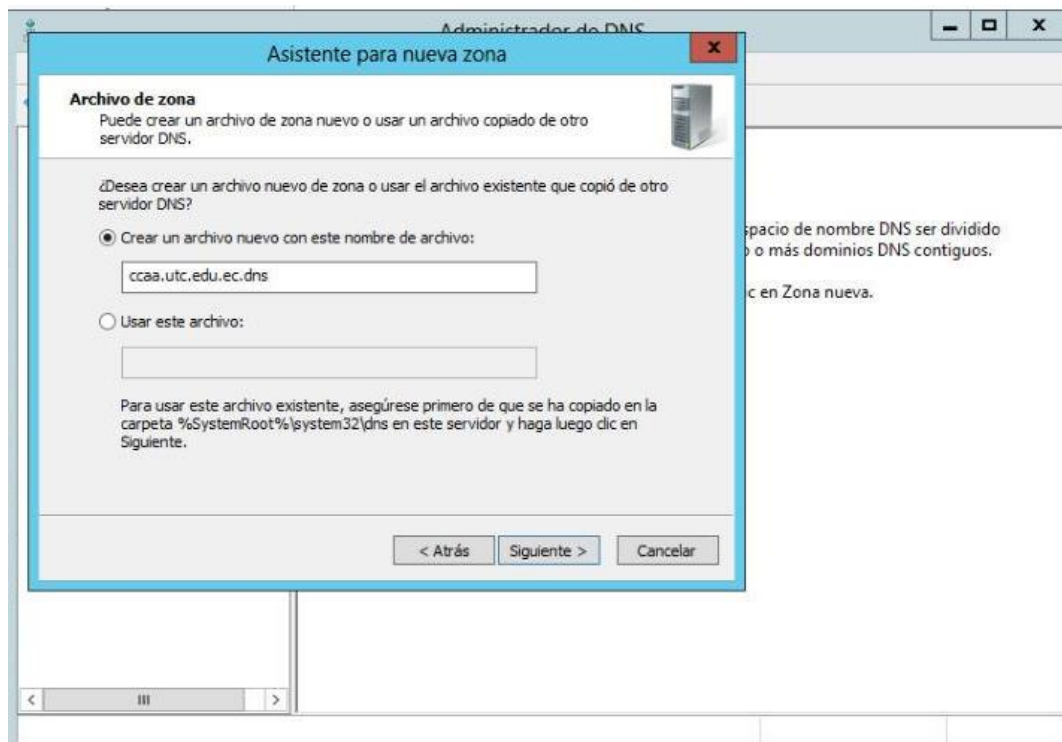 Administrador de DNS
Asistente para nueva zona
x
X
Archivo de zona
Puede crear un archivo de zona nuevo o usar un archivo copiado de otro
servidor DNS.
¿Desea crear un archivo nuevo de zona o usar el archivo existente que copió de otro
servidor DNS?
Crear un archivo nuevo con este nombre de archivo:
ccaa.utc.edu.ec.dns
Usar este archivo:
Para usar este archivo existente, asegúrese primero de que se ha copiado en la
carpeta %SystemRoot%\system32\dns en este servidor y haga luego clic en
Siguiente.
< Atrás
Siguiente >
Cancelar
spacio de nombre DNS ser dividido
o o más dominios DNS contiguos.
ic en Zona nueva.